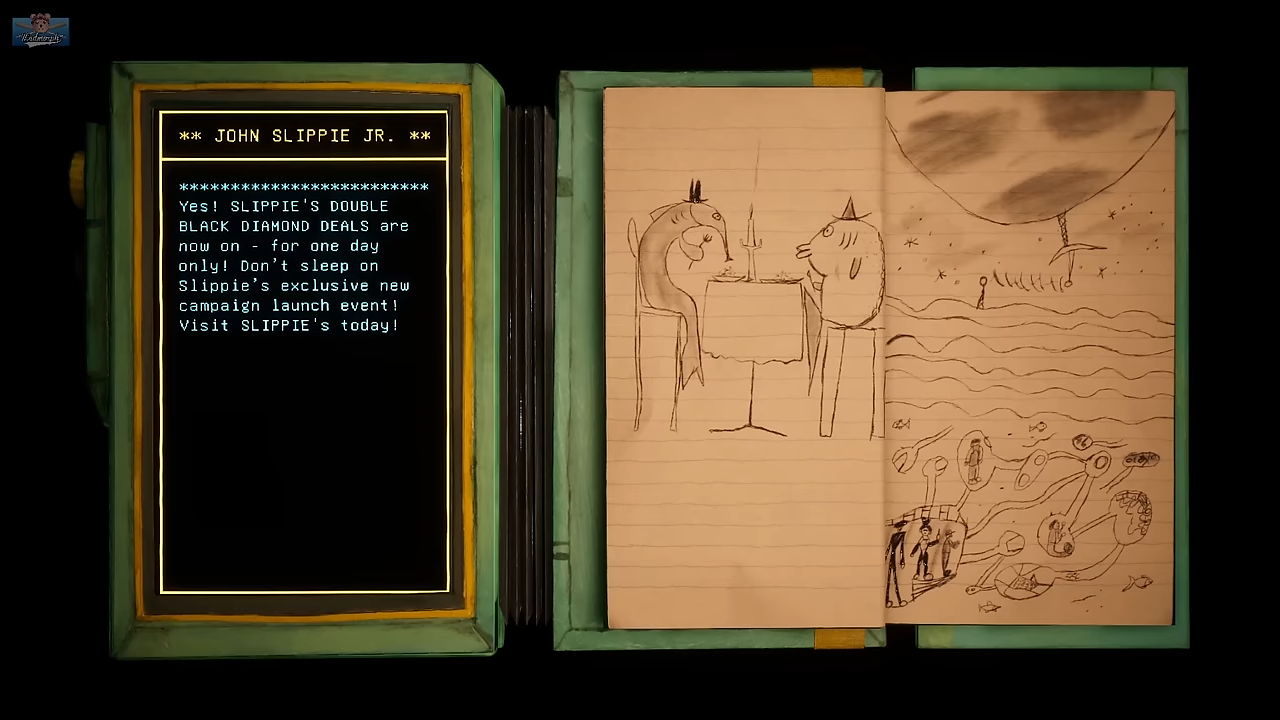 ** JOHN SLIPPIE JR. **
*************************
Yes! SLIPPIE'S DOUBLE
BLACK DIAMOND DEALS are
now on - for one day
only! Don't sleep on
Slippie's exclusive new
campaign launch event!
Visit SLIPPIE's today!